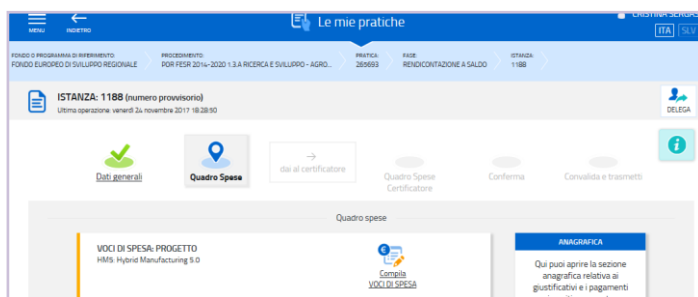 CRISTINA SERGAS
MENU
INDIETRO
Le mie pratiche
ITA | SLV
FONDO O PROGRAMMA DI RIFERIMENTO:
FONDO EUROPEO DI SVILUPPO REGIONALE
PROCEDIMENTO:
POR FESR 2014-2020 1.3.A RICERCA E SVILUPPO - AGRO...
PRATICA:
285693
FASE:
RENDICONTAZIONE A SALDO
ISTANZA:
1188
ISTANZA: 1188 (numero provvisorio)
Ultima operazione: venerdì 24 novembre 2017 18:28:50
DELEGA
Dati generali
Quadro Spese
dai al certificatore
Quadro Spese
Certificatore
Conferma
Convalida e trasmetti
Quadro spese
VOCI DI SPESA: PROGETTO
HMS: Hybrid Manufacturing 5.0
Compila
VOCI DI SPESA
ANAGRAFICA
Qui puoi aprire la sezione
anagrafica relativa ai
giustificativi e i pagamenti